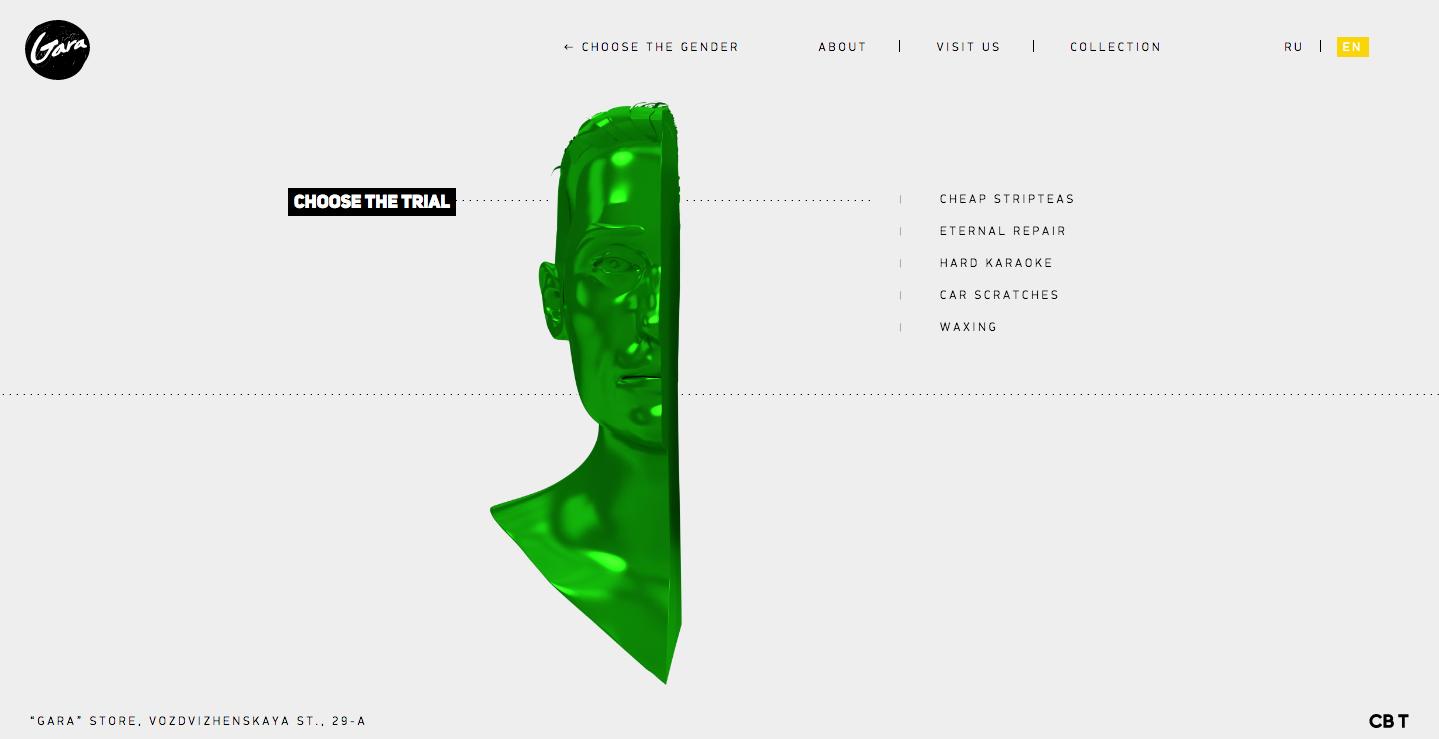 Gara
← CHOOSE THE GENDER
ABOUT | VISIT US | COLLECTION
RU | EN
CHOOSE THE TRIAL
CHEAP STRIPTEAS
ETERNAL REPAIR
HARD KARAOKE
CAR SCRATCHES
WAXING
“GARA” STORE, VOZDVIZHENSKAYA ST., 29-A
CBT